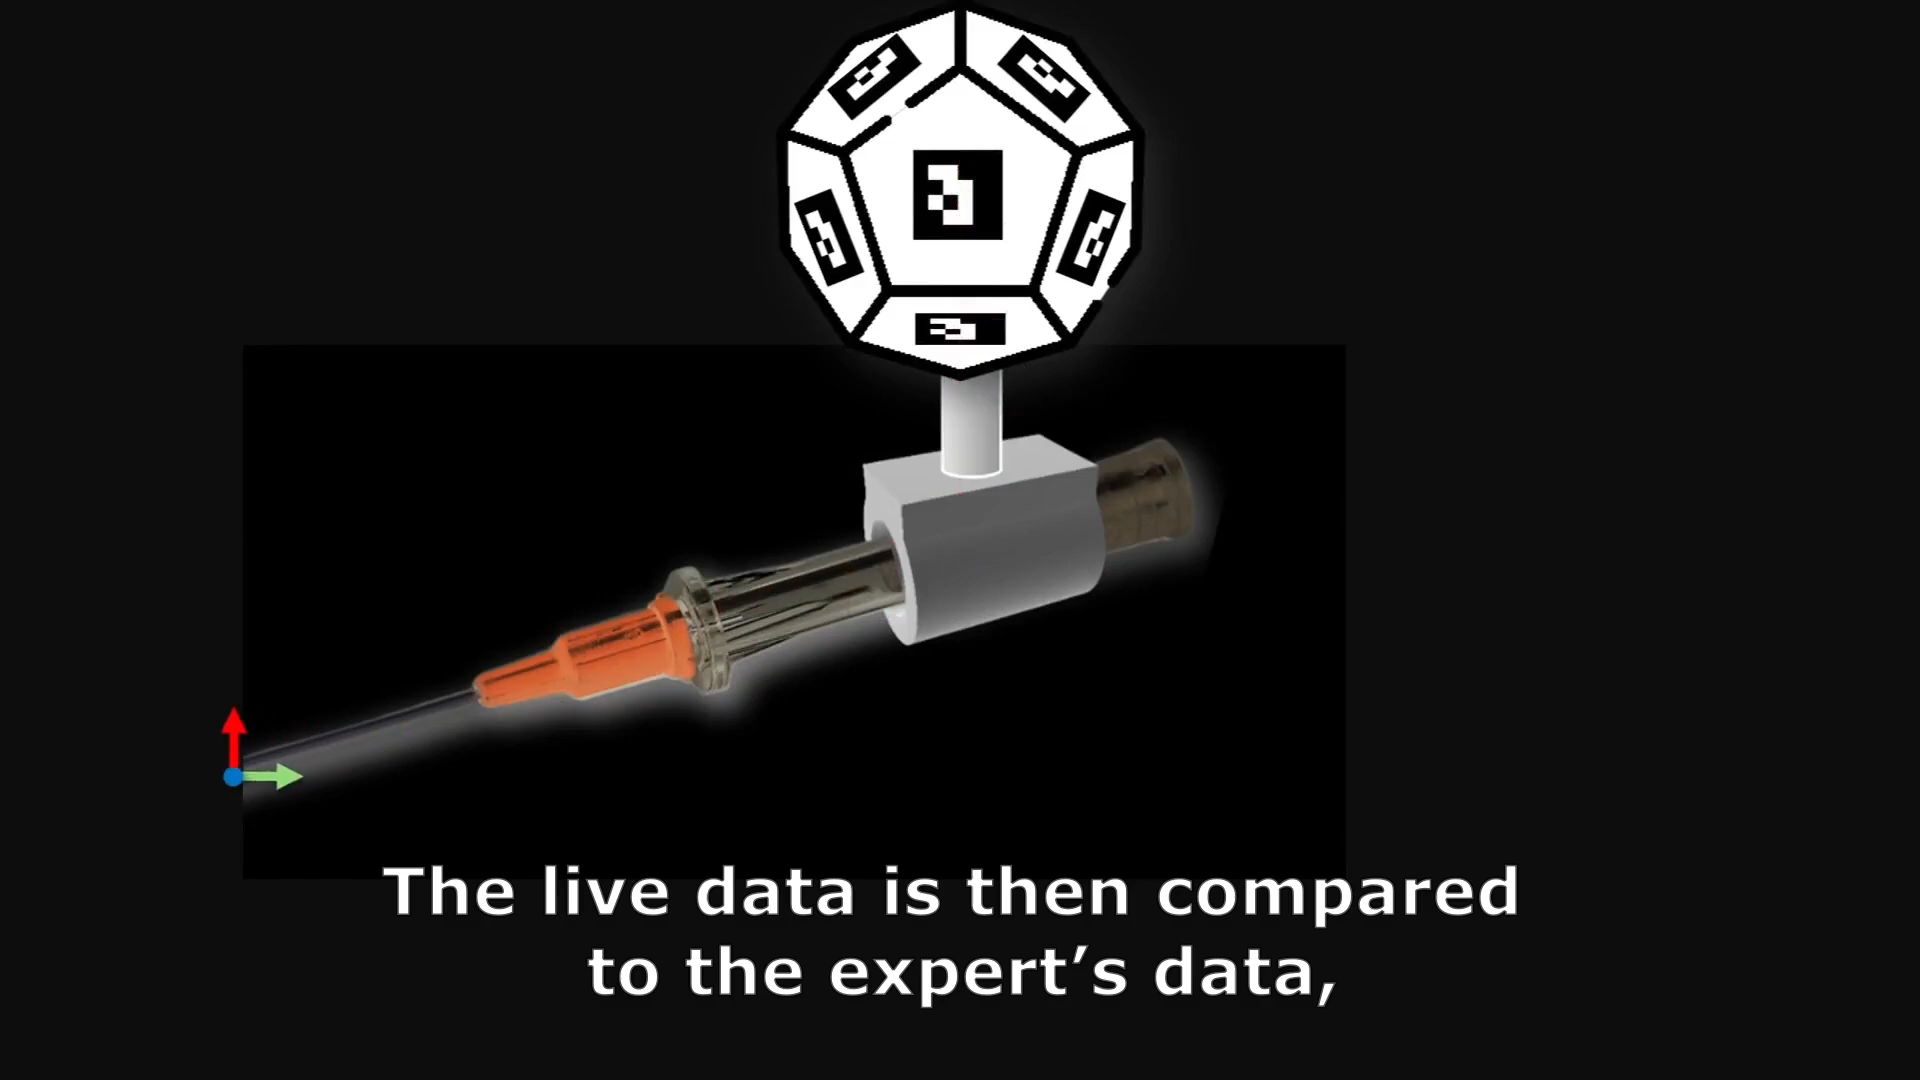 The live data is then compared
to the expert’s data,